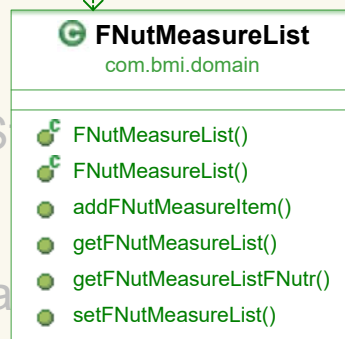 FNutMeasureList
com.bmi.domain
FNutMeasureList()
FNutMeasureList()
addFNutMeasureItem()
getFNutMeasureList()
getFNutMeasureListFNutr()
setFNutMeasureList()